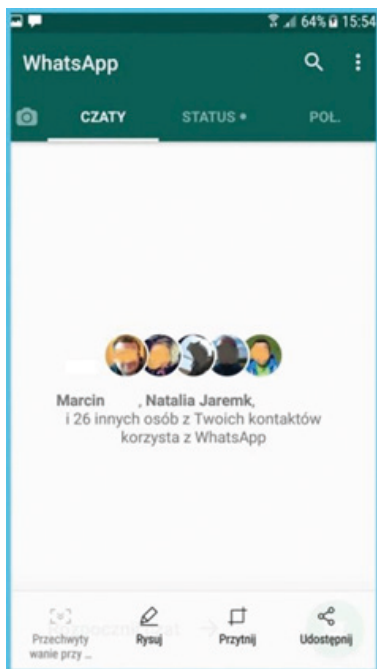 64% 15:54
WhatsApp
CZATY STATUS POŁ.
Marcin , Natalia Jaremk,
i 26 innych osób z Twoich kontaktów
korzysta z WhatsApp
Przechwyty
wanie przy ...
Rysuj
Przytnij
Udostępnij